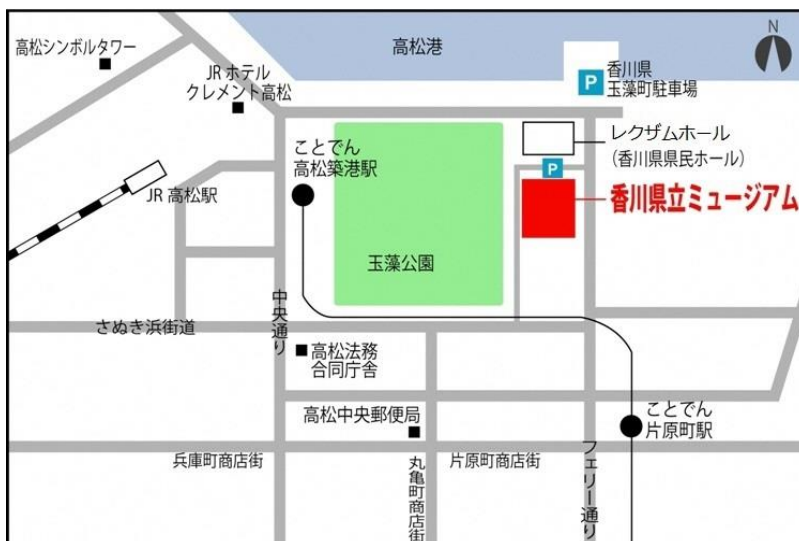 高松シンボルタワー
高松港
N
JR ホテル
クレメント高松
P
香川県
玉藻町駐車場
レクザムホール
(香川県県民ホール)
ことでん
高松築港駅
P
JR 高松駅
香川県立ミュージアム
玉藻公園
中央通り
さぬき浜街道
高松法務
合同庁舎
高松中央郵便局
ことでん
片原町駅
兵庫町商店街
丸亀町商店街
片原町商店街
フェリー通り